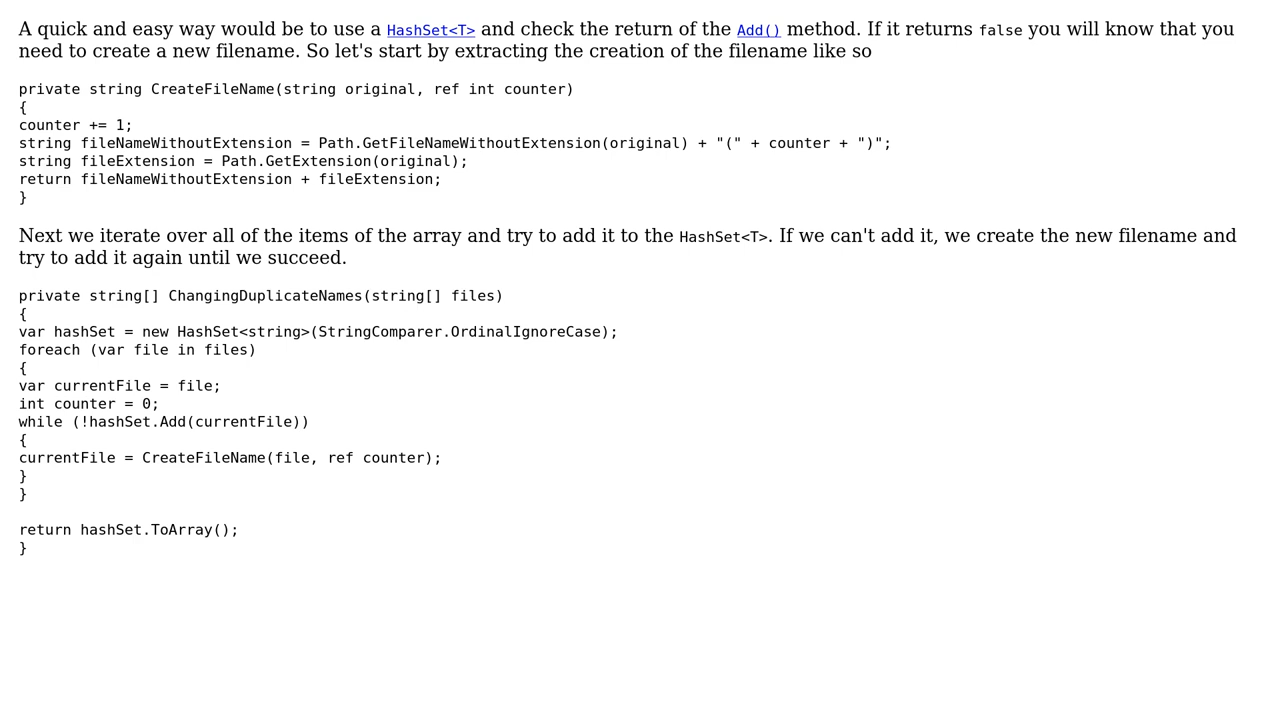 A quick and easy way would be to use a HashSet<T> and check the return of the Add() method. If it returns false you will know that you
need to create a new filename. So let's start by extracting the creation of the filename like so
private string CreateFileName(string original, ref int counter)
{
counter += 1;
string fileNameWithoutExtension = Path.GetFileNameWithoutExtension(original) + "(" + counter + ")";
string fileExtension = Path.GetExtension(original);
return fileNameWithoutExtension + fileExtension;
}
Next we iterate over all of the items of the array and try to add it to the HashSet<T>. If we can't add it, we create the new filename and
try to add it again until we succeed.
private string[] ChangingDuplicateNames(string[] files)
{
var hashSet = new HashSet<string>(StringComparer.OrdinalIgnoreCase);
foreach (var file in files)
{
var currentFile = file;
int counter = 0;
while (!hashSet.Add(currentFile))
{
currentFile = CreateFileName(file, ref counter);
}
}
return hashSet.ToArray();
}